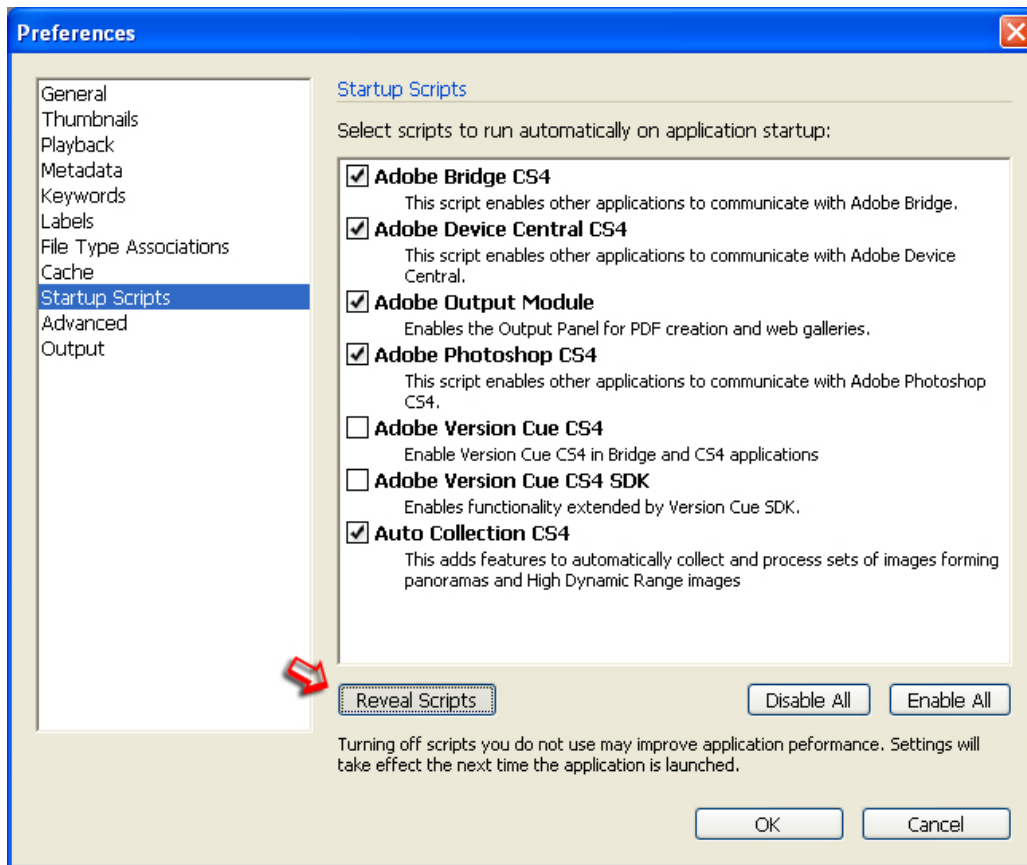 Preferences
General
Thumbnails
Playback
Metadata
Keywords
Labels
File Type Associations
Cache
Startup Scripts
Advanced
Output
Startup Scripts
Select scripts to run automatically on application startup:
Adobe Bridge CS4
This script enables other applications to communicate with Adobe Bridge.
Adobe Device Central CS4
This script enables other applications to communicate with Adobe Device
Central.
Adobe Output Module
Enables the Output Panel for PDF creation and web galleries.
Adobe Photoshop CS4
This script enables other applications to communicate with Adobe Photoshop
CS4.
Adobe Version Cue CS4
Enable Version Cue CS4 in Bridge and CS4 applications
Adobe Version Cue CS4 SDK
Enables functionality extended by Version Cue SDK.
Auto Collection CS4
This adds features to automatically collect and process sets of images forming
panoramas and High Dynamic Range images
Reveal Scripts
Disable All
Enable All
Turning off scripts you do not use may improve application peformance. Settings will
take effect the next time the application is launched.
OK
Cancel